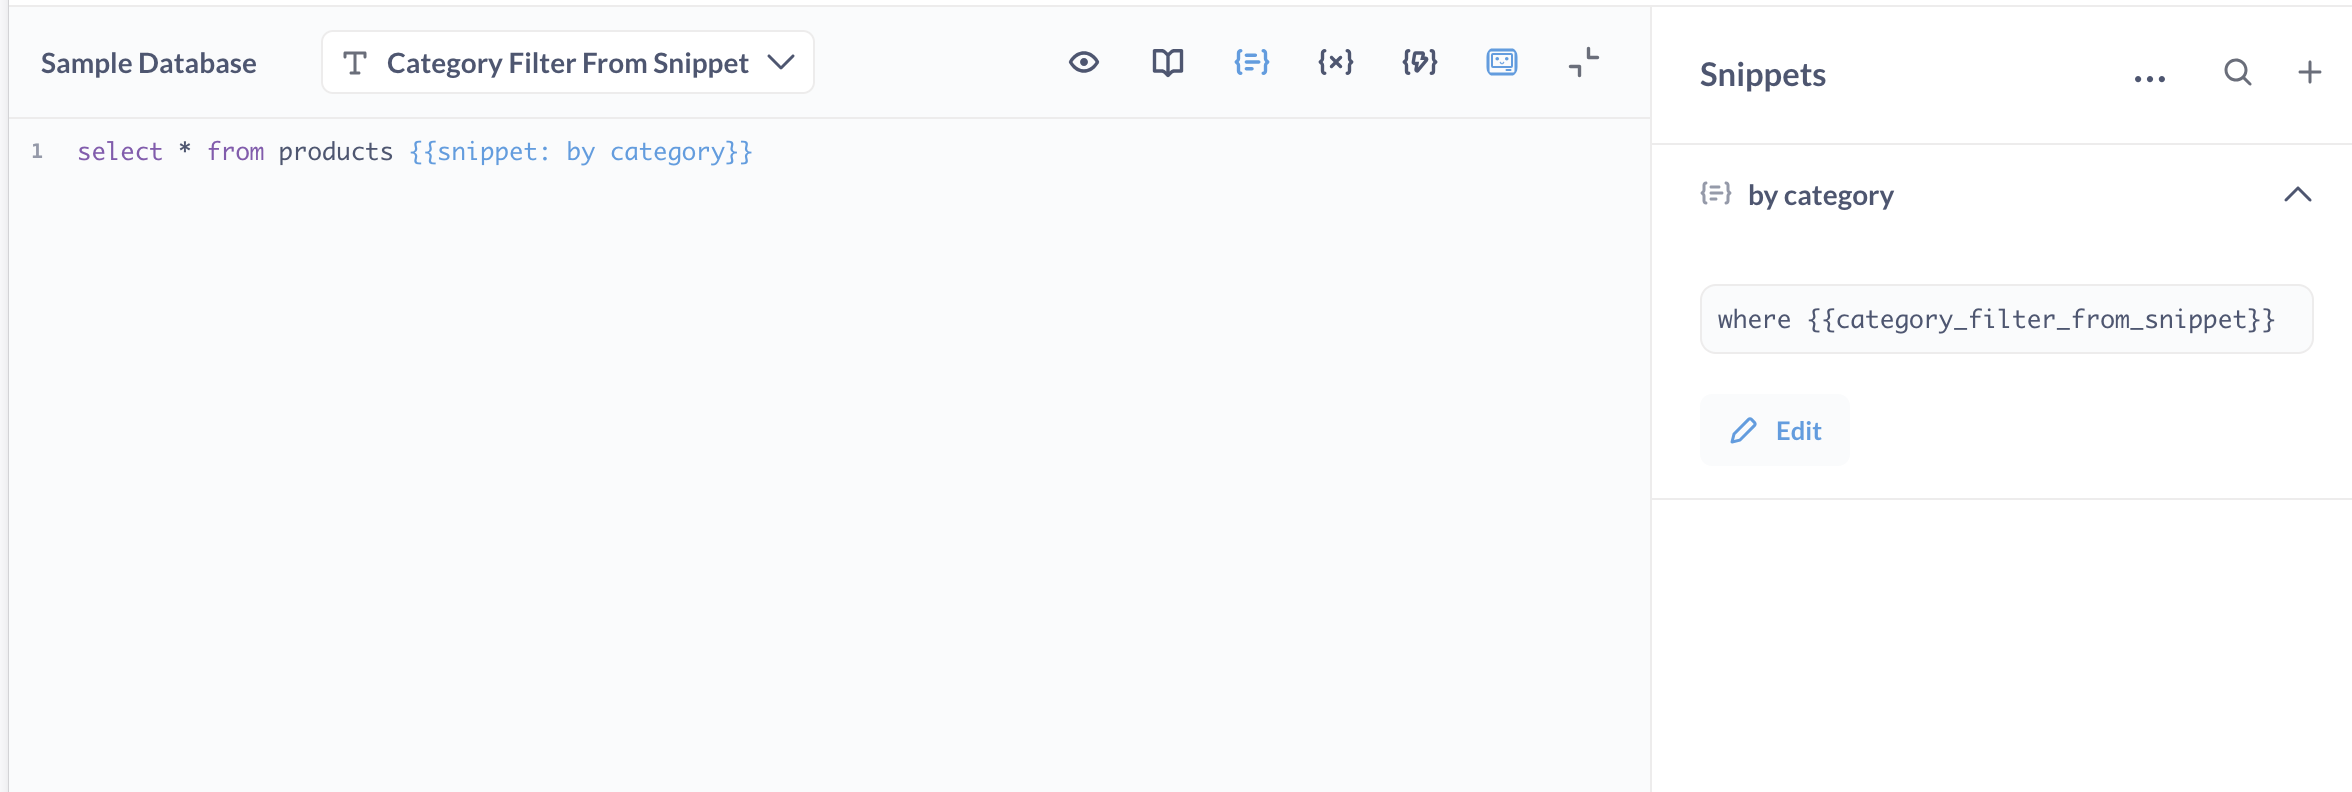 Sample Database
Category Filter From Snippet
1 select * from products {{snippet: by category}}
Snippets
by category
where {{category_filter_from_snippet}}
Edit